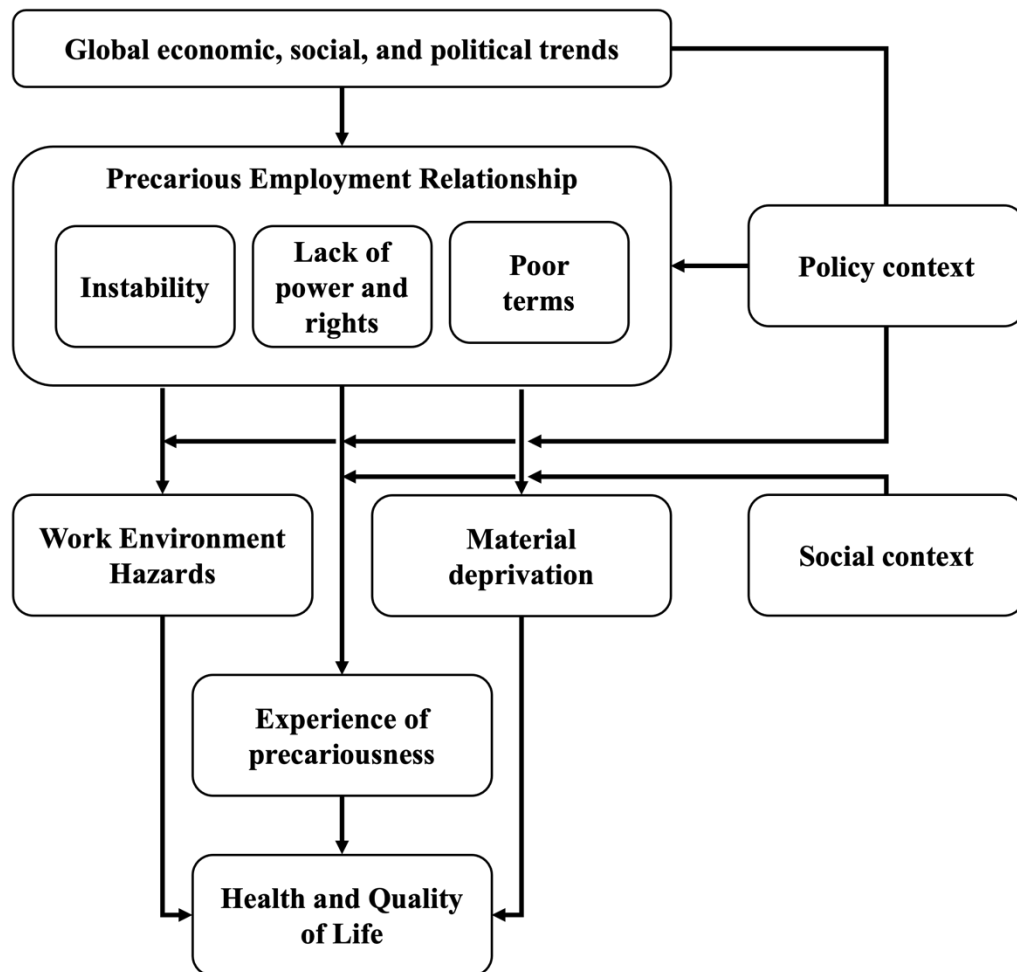 Global economic, social, and political trends
Precarious Employment Relationship
Instability
Lack of
power and
rights
Poor
terms
Policy context
Work Environment
Hazards
Material
deprivation
Social context
Experience of
precariousness
Health and Quality
of Life